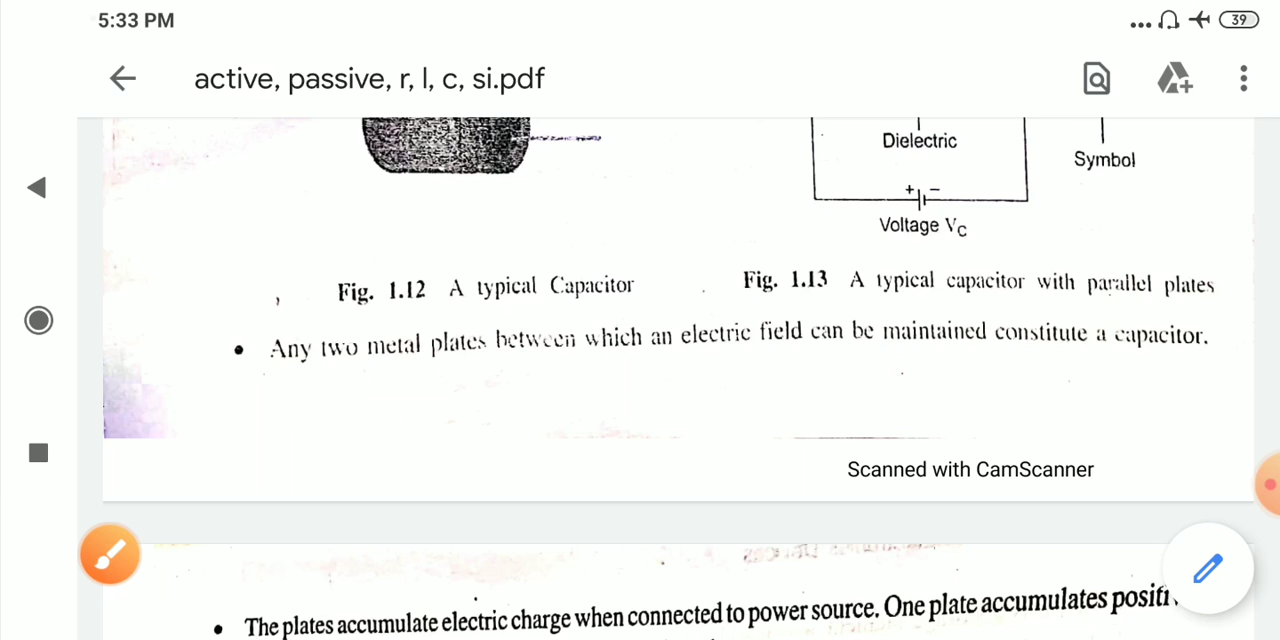 5:33 PM
39
active, passive, r, l, c, si.pdf
Dielectric
Symbol
+ −
Voltage VC
Fig. 1.12 A typical Capacitor
Fig. 1.13 A typical capacitor with parallel plates
• Any two metal plates between which an electric field can be maintained constitute a capacitor.
Scanned with CamScanner
• The plates accumulate electric charge when connected to power source. One plate accumulates positi